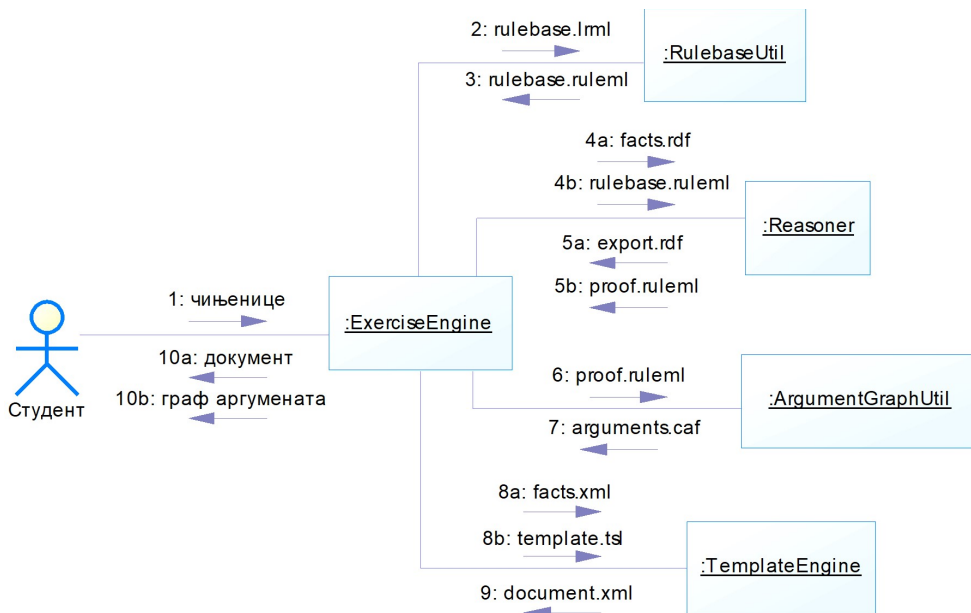 2: rulebase.lrml
:RulebaseUtil
3: rulebase.ruleml
4a: facts.rdf
4b: rulebase.ruleml
:Reasoner
5a: export.rdf
5b: proof.ruleml
1: чињенице
:ExerciseEngine
10a: документ
10b: граф аргумената
Студент
6: proof.ruleml
:ArgumentGraphUtil
7: arguments.caf
8a: facts.xml
8b: template.tsl
:TemplateEngine
9: document.xml